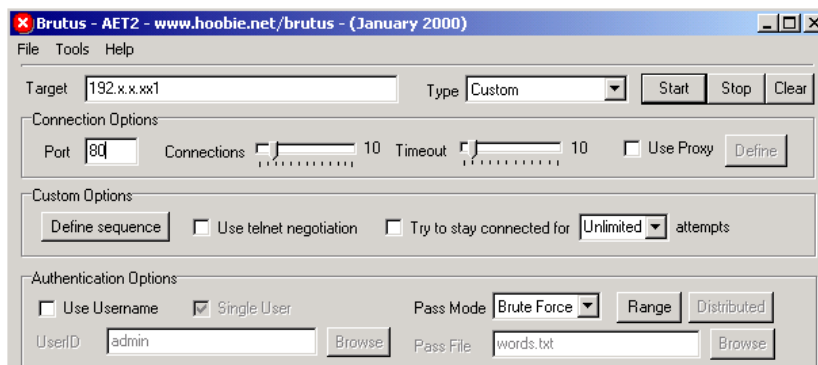 Brutus - AET2 - www.hoobie.net/brutus - (January 2000)
File Tools Help
Target 192.x.x.xx1 Type Custom Start Stop Clear
Connection Options
Port 80 Connections 10 Timeout 10 Use Proxy Define
Custom Options
Define sequence Use telnet negotiation Try to stay connected for Unlimited attempts
Authentication Options
Use Username Single User Pass Mode Brute Force Range Distributed
UserID admin Browse Pass File words.txt Browse